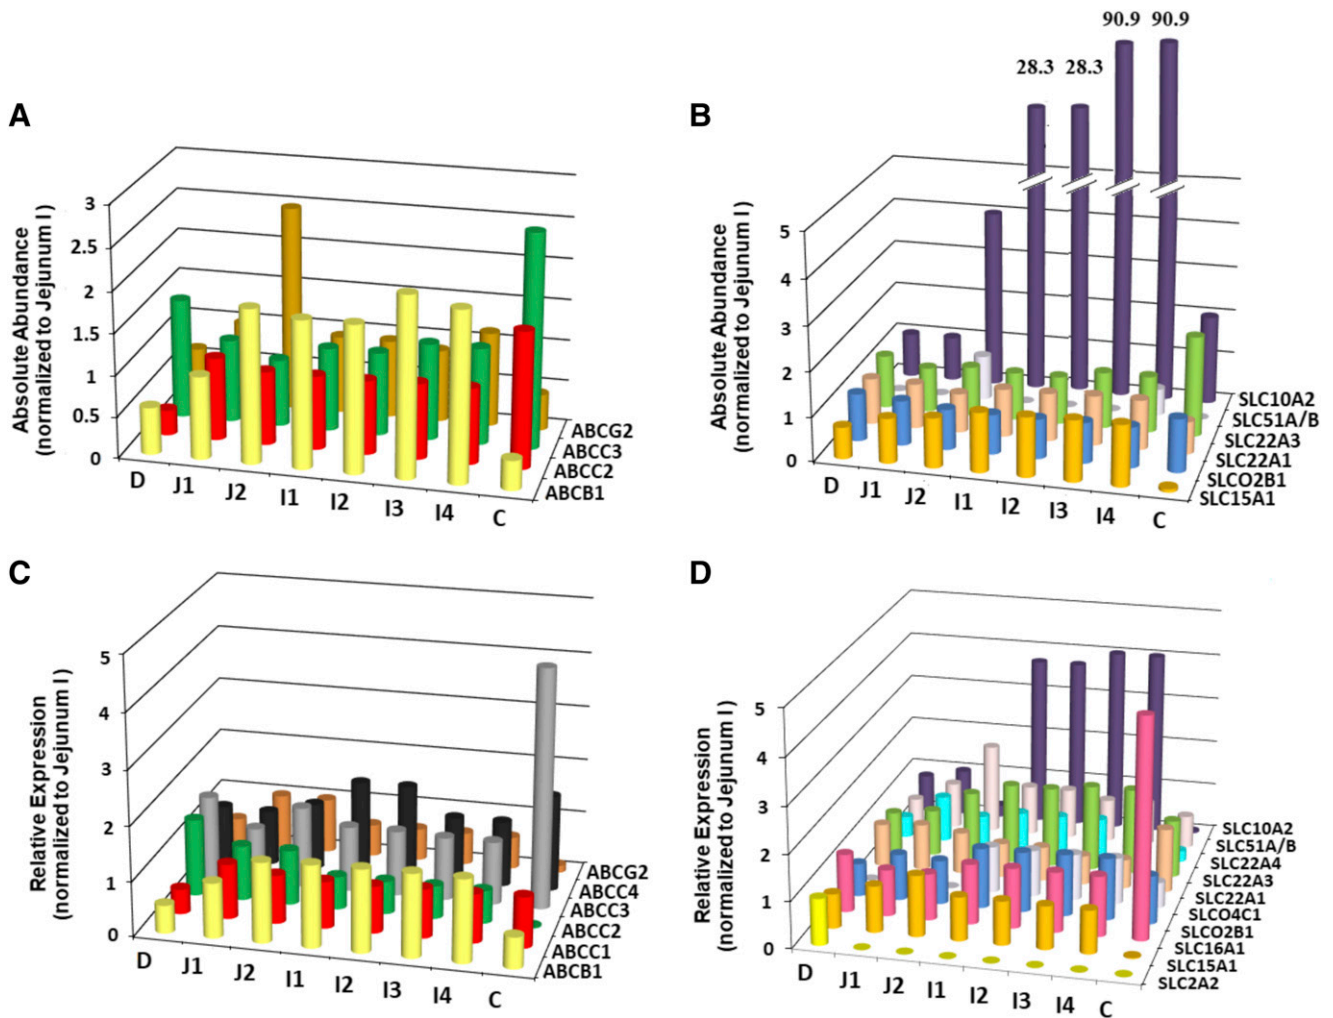 90.9 90.9
28.3 28.3
A
B
Absolute Abundance
(normalized to Jejunum I)
3
2.5
2
1.5
1
0.5
0
D J1 J2 I1 I2 I3 I4 C
ABCG2
ABCC3
ABCC2
ABCB1
Absolute Abundance
(normalized to Jejunum I)
5
4
3
2
1
0
D J1 J2 I1 I2 I3 I4 C
SLC10A2
SLC51A/B
SLC22A3
SLC22A1
SLCO2B1
SLC15A1
C
D
Relative Expression
(normalized to Jejunum I)
5
4
3
2
1
0
D J1 J2 I1 I2 I3 I4 C
ABCG2
ABCC4
ABCC3
ABCC2
ABCC1
ABCB1
Relative Expression
(normalized to Jejunum I)
5
4
3
2
1
0
D J1 J2 I1 I2 I3 I4 C
SLC10A2
SLC51A/B
SLC22A4
SLC22A3
SLC22A1
SLCO4C1
SLCO2B1
SLC16A1
SLC15A1
SLC2A2